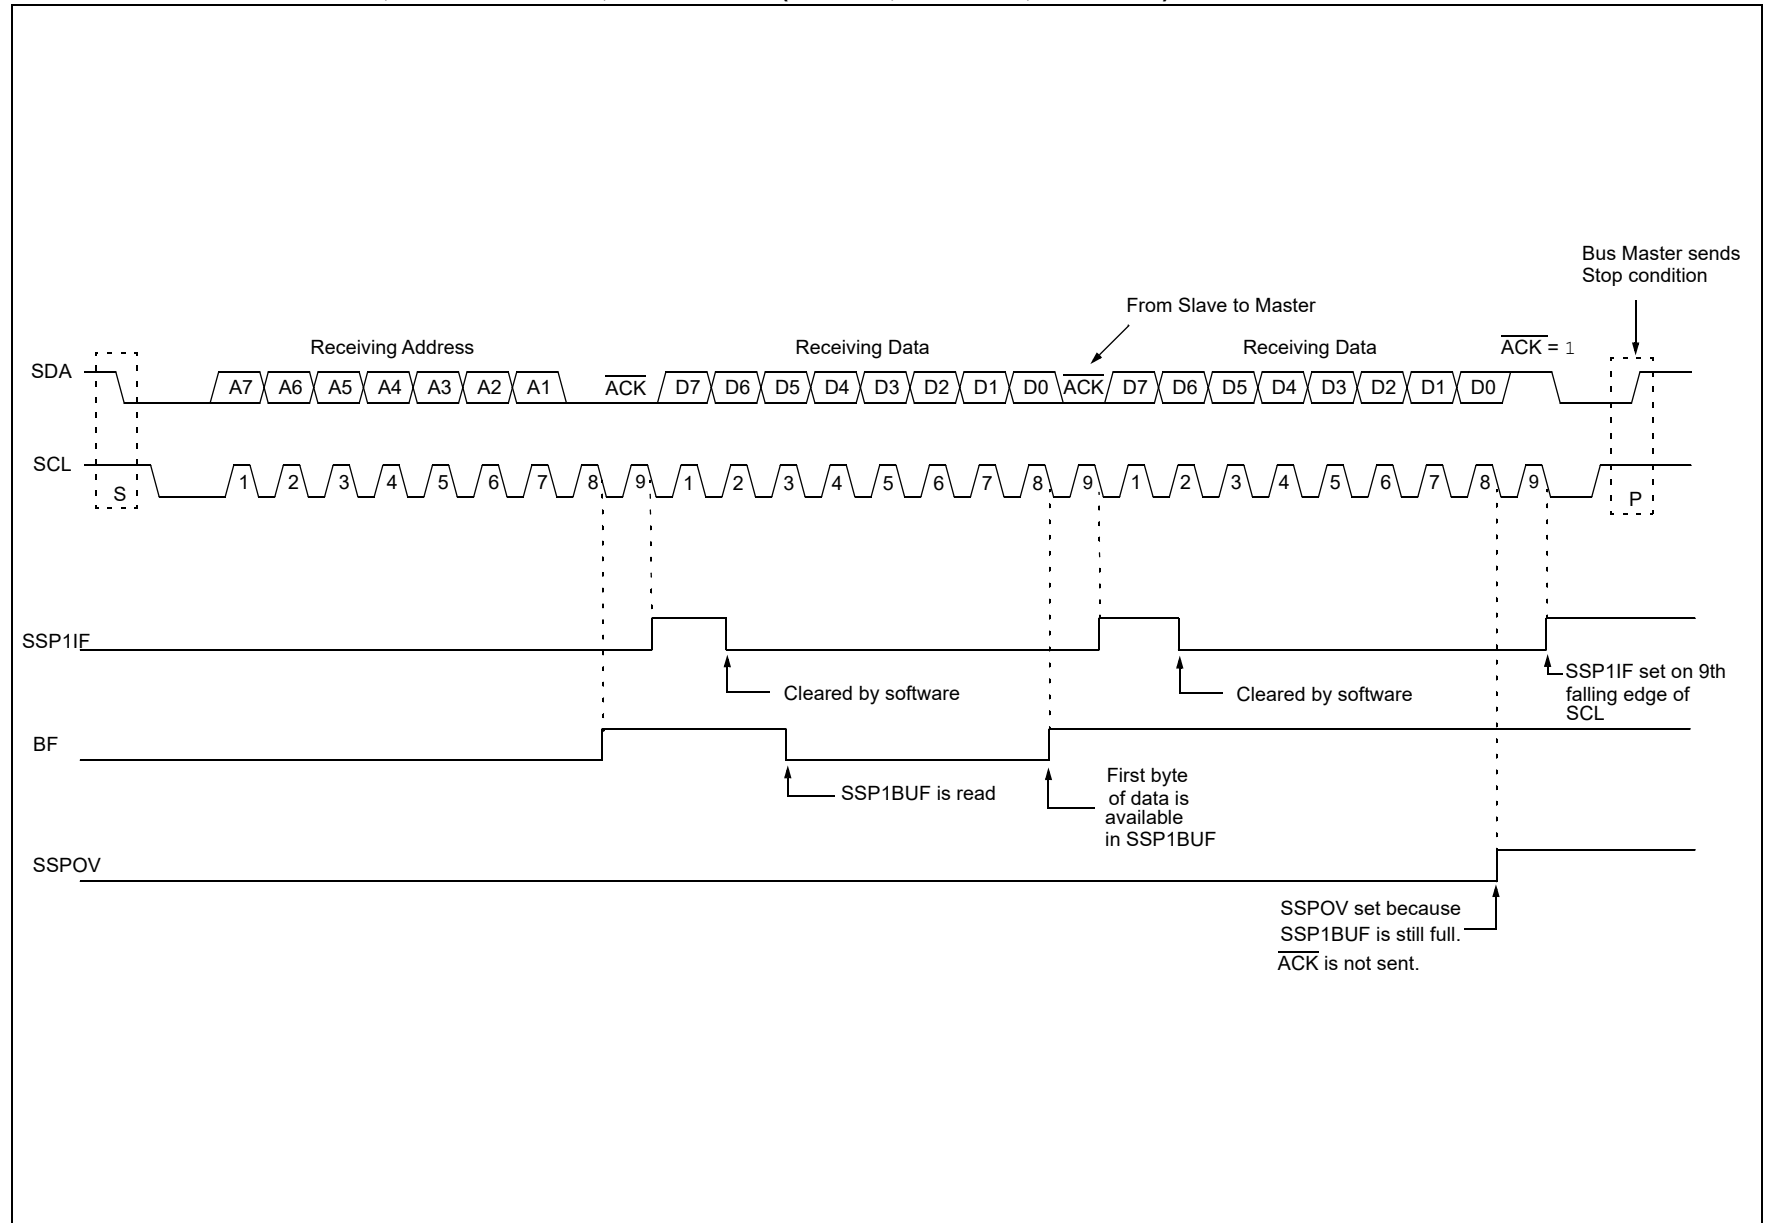 Bus Master sends
Stop condition
From Slave to Master
Receiving Address
Receiving Data
Receiving Data
ACK = 1
SDA
A7 A6 A5 A4 A3 A2 A1 ACK D7 D6 D5 D4 D3 D2 D1 D0 ACK D7 D6 D5 D4 D3 D2 D1 D0
SCL
S
1 2 3 4 5 6 7 8 9 1 2 3 4 5 6 7 8 9 1 2 3 4 5 6 7 8 9
P
SSP1IF
Cleared by software
Cleared by software
SSP1IF set on 9th
falling edge of
SCL
BF
SSP1BUF is read
First byte
of data is
available
in SSP1BUF
SSPOV
SSPOV set because
SSP1BUF is still full.
ACK is not sent.